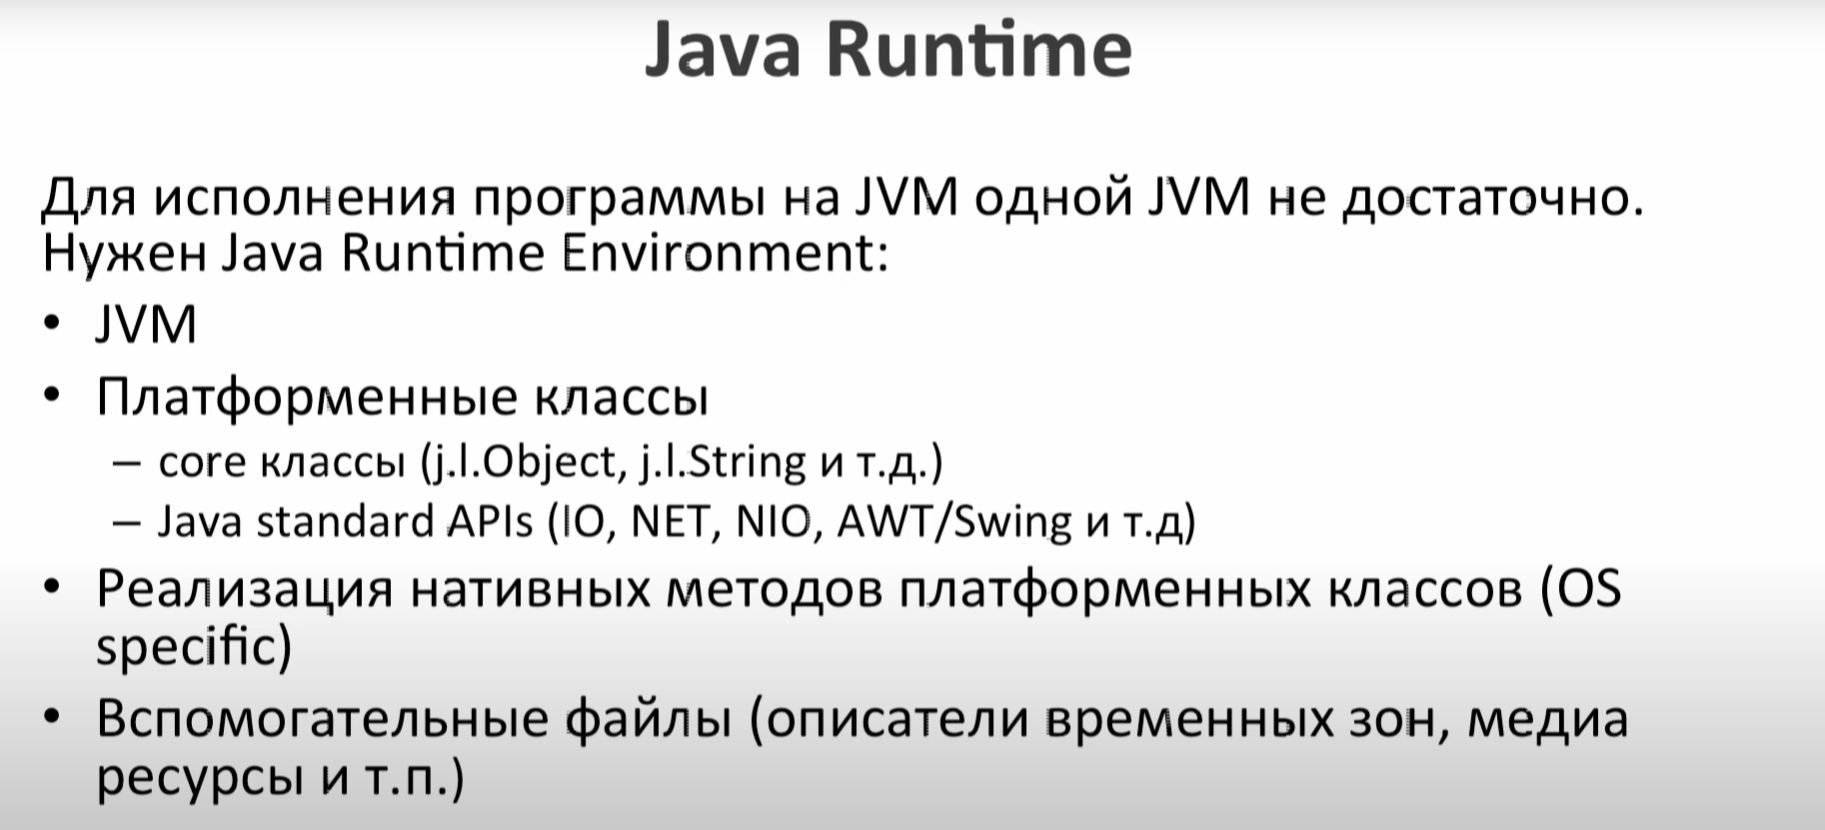 Java Runtime
Для исполнения программы на JVM одной JVM не достаточно.
Нужен Java Runtime Environment:
• JVM
• Платформенные классы
– core классы (j.l.Object, j.l.String и т.д.)
– Java standard APIs (IO, NET, NIO, AWT/Swing и т.д)
• Реализация нативных методов платформенных классов (OS
specific)
• Вспомогательные файлы (описатели временных зон, медиа
ресурсы и т.п.)